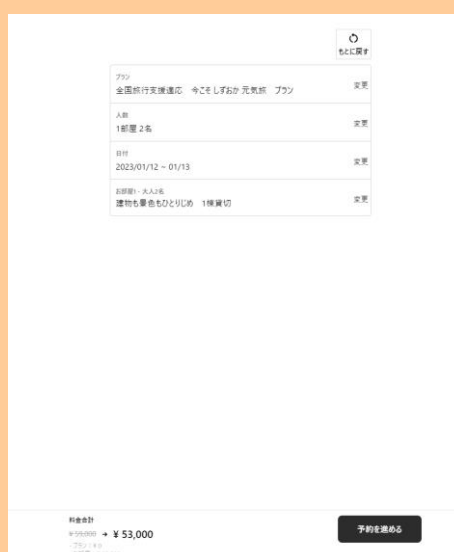 もとに戻す
プラン
全国旅行支援適応　今こそしずおか 元気旅　プラン
変更
人数
1部屋 2名
変更
日付
2023/01/12 ~ 01/13
変更
お部屋1 - 大人2名
建物も景色もひとりじめ　1棟貸切
変更
料金合計
¥ 59,000 → ¥ 53,000
予約を進める